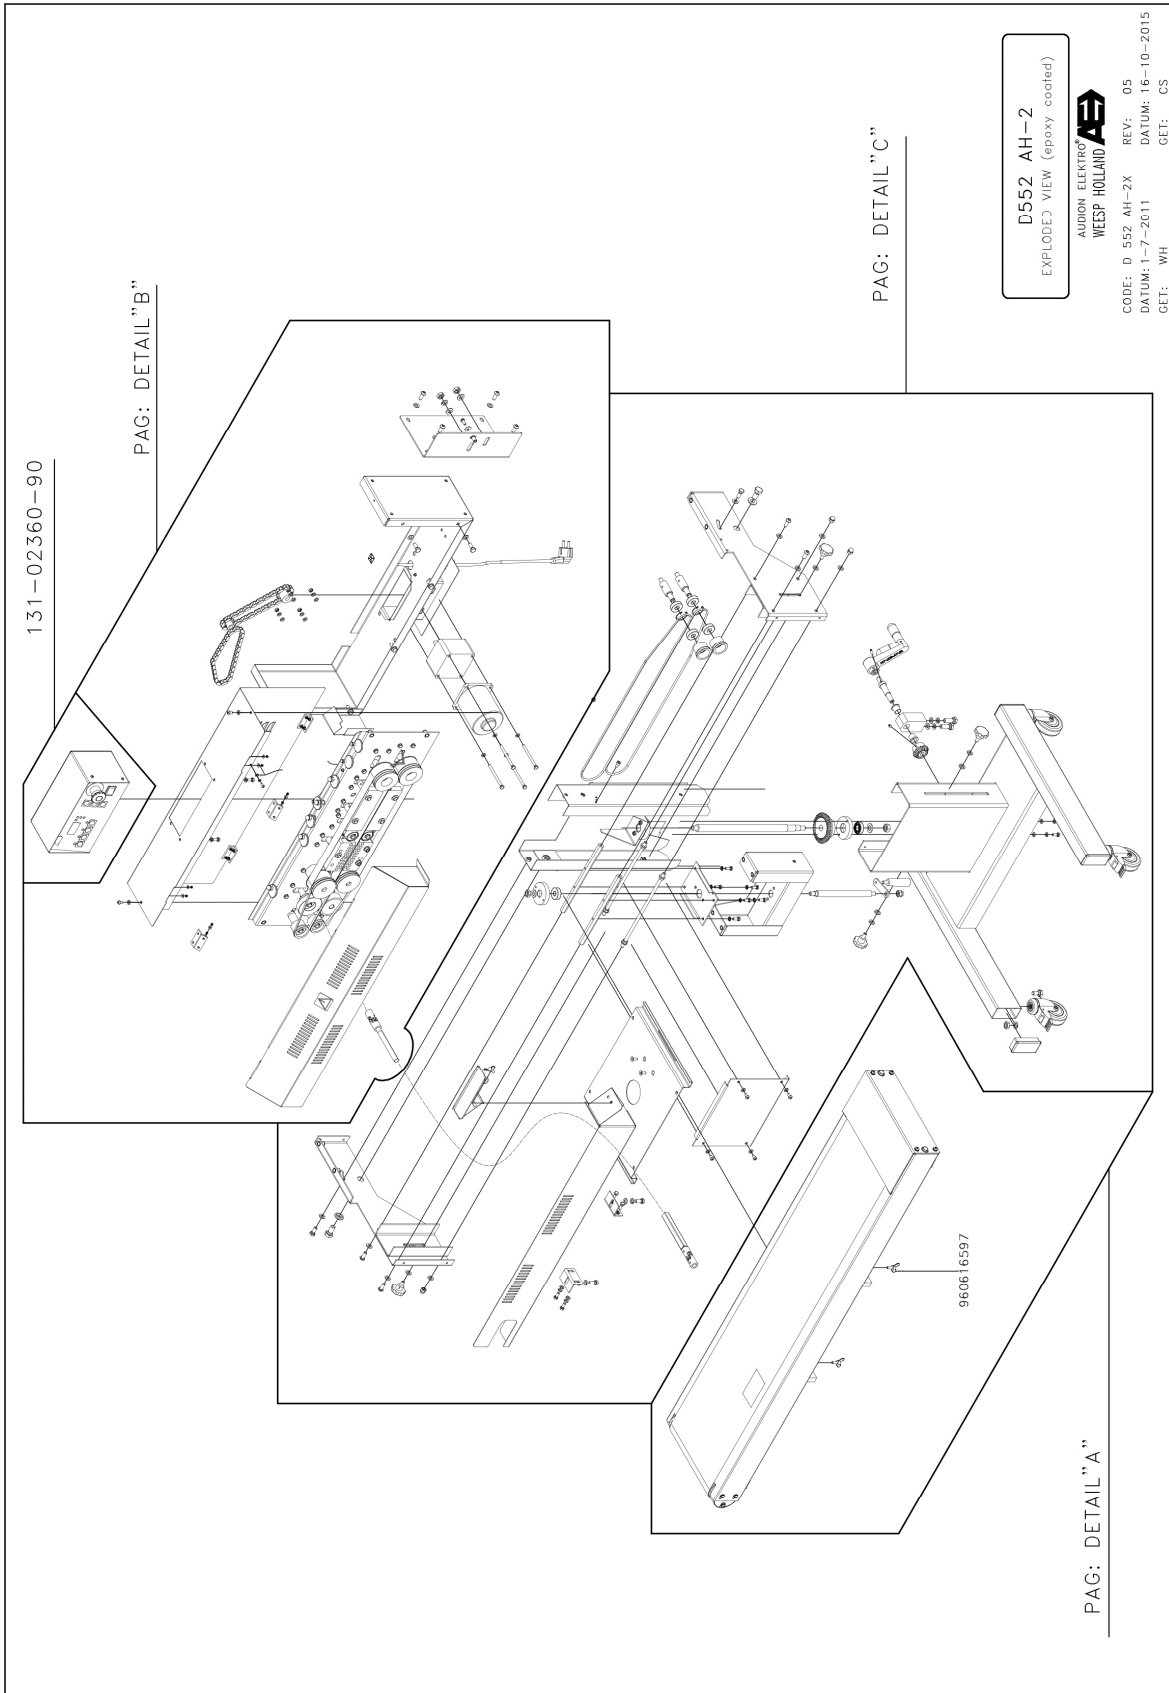 131-02360-90
PAG: DETAIL"B"
PAG: DETAIL"C"
960616597
PAG: DETAIL"A"
D552 AH-2
EXPLODED VIEW (epoxy coated)
AUDION ELEKTRO®
WEESP HOLLAND AEH
CODE: D 552 AH-2X REV: 05
DATUM: 1-7-2011 DATUM: 16-10-2015
GET: WH GET: CS